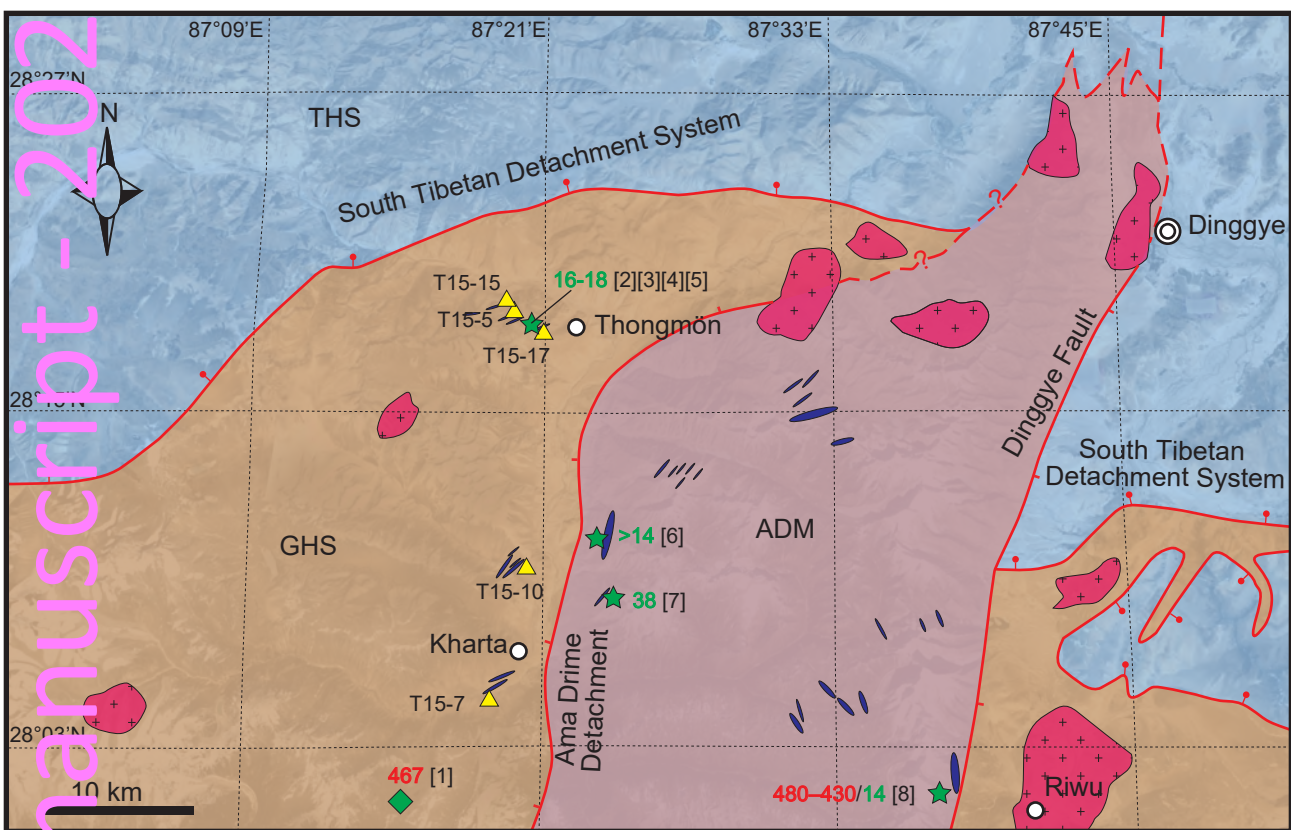 87°09’E
87°21’E
87°33’E
87°45’E
28°27’N
N
THS
South Tibetan Detachment System
Dinggye
T15-15
16-18 [2][3][4][5]
T15-5
Thongmön
T15-17
Dinggye Fault
South Tibetan
Detachment System
GHS
ADM
>14 [6]
38 [7]
T15-10
Kharta
T15-7
Ama Drime
Detachment
28°03’N
467 [1]
480–430/14 [8]
Riwu
10 km
?
?
manuscript - 202